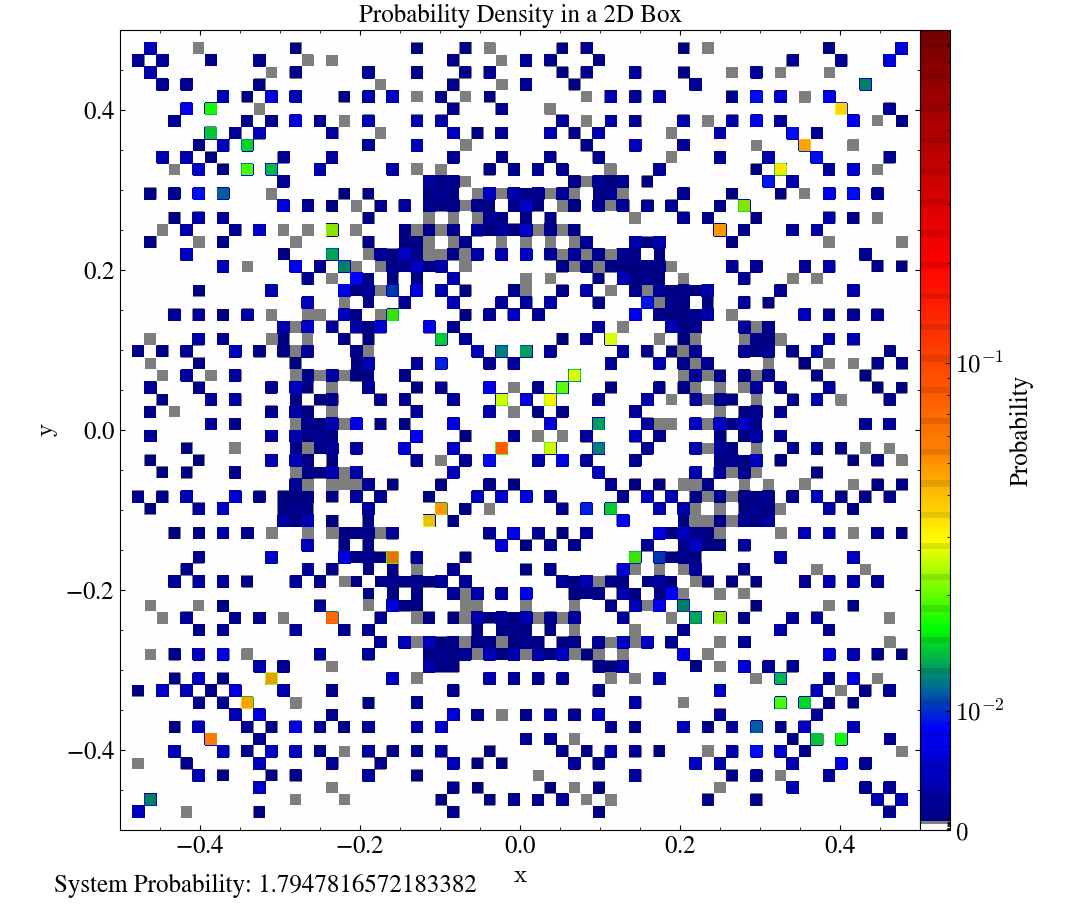 Probability Density in a 2D Box
0.4
0.2
0.0
−0.2
−0.4
y
−0.4 −0.2 0.0 0.2 0.4
x
10−1
10−2
0
Probability
System Probability: 1.7947816572183382